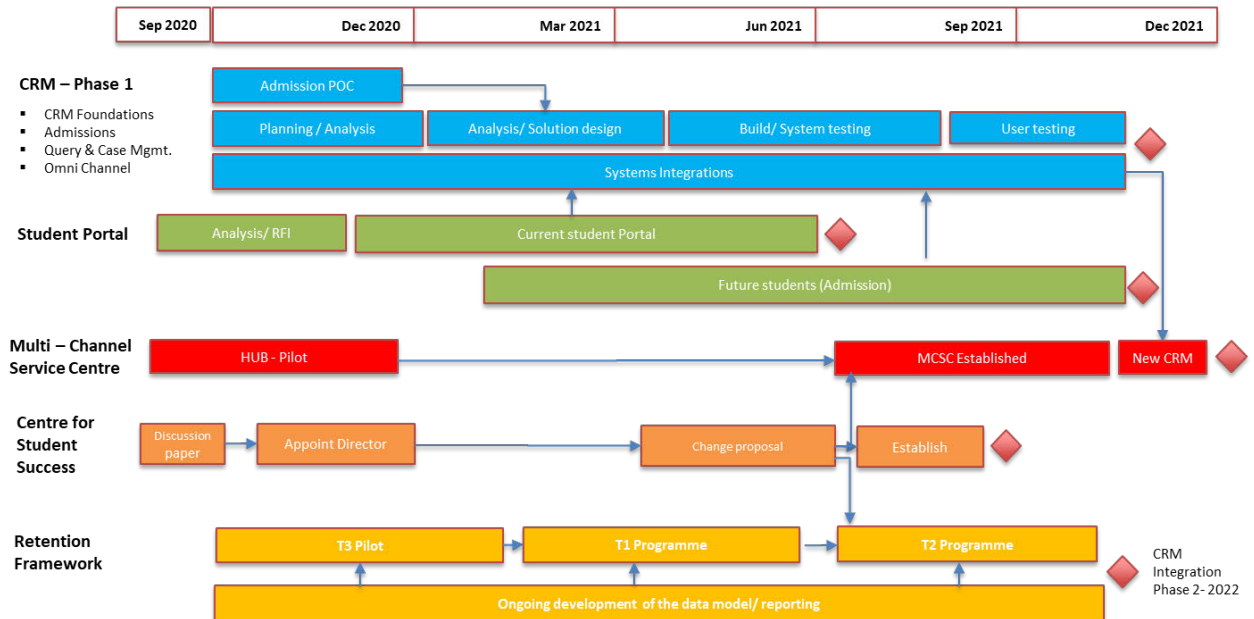 Sep 2020 Dec 2020 Mar 2021 Jun 2021 Sep 2021 Dec 2021
CRM – Phase 1
▪ CRM Foundations
▪ Admissions
▪ Query & Case Mgmt.
▪ Omni Channel
Admission POC
Planning / Analysis
Analysis/ Solution design
Build/ System testing
User testing
Systems Integrations
Student Portal
Analysis/ RFI
Current student Portal
Future students (Admission)
Multi – Channel
Service Centre
HUB - Pilot
MCSC Established
New CRM
Centre for
Student
Success
Discussion
paper
Appoint Director
Change proposal
Establish
Retention
Framework
T3 Pilot
T1 Programme
T2 Programme
CRM
Integration
Phase 2- 2022
Ongoing development of the data model/ reporting